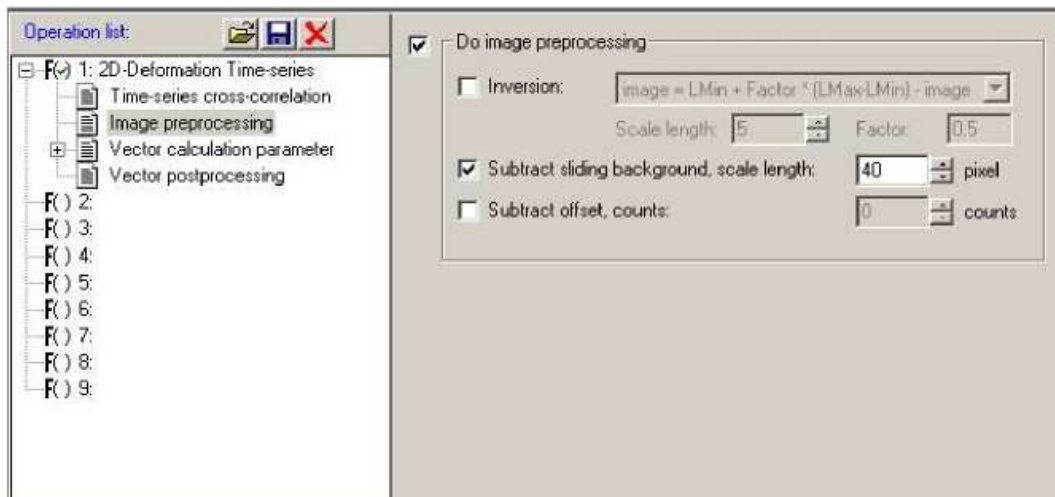 Operation list:
F(✓) 1: 2D-Deformation Time-series
Time-series cross-correlation
Image preprocessing
Vector calculation parameter
Vector postprocessing
F( ) 2:
F( ) 3:
F( ) 4:
F( ) 5:
F( ) 6:
F( ) 7:
F( ) 8:
F( ) 9:
Do image preprocessing
Inversion: image = LMin + Factor * (LMax-LMin) - image
Scale length: 5 Factor: 0.5
Subtract sliding background, scale length: 40 pixel
Subtract offset, counts: 0 counts